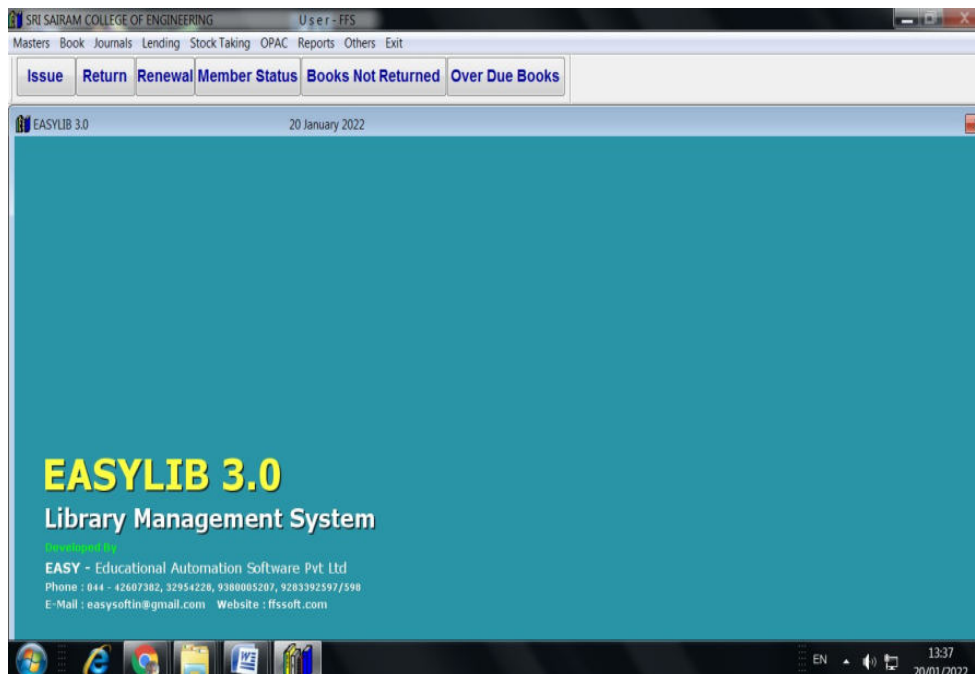 SRI SAIRAM COLLEGE OF ENGINEERING User - FFS
Masters Book Journals Lending Stock Taking OPAC Reports Others Exit
Issue Return Renewal Member Status Books Not Returned Over Due Books
EASYLIB 3.0 20 January 2022
EASYLIB 3.0
Library Management System
Developed By
EASY - Educational Automation Software Pvt Ltd
Phone : 044 - 42607382, 32954228, 9380005207, 9283392597/598
E-Mail : easysoftin@gmail.com Website : ffssoft.com
EN 13:37
20/01/2022